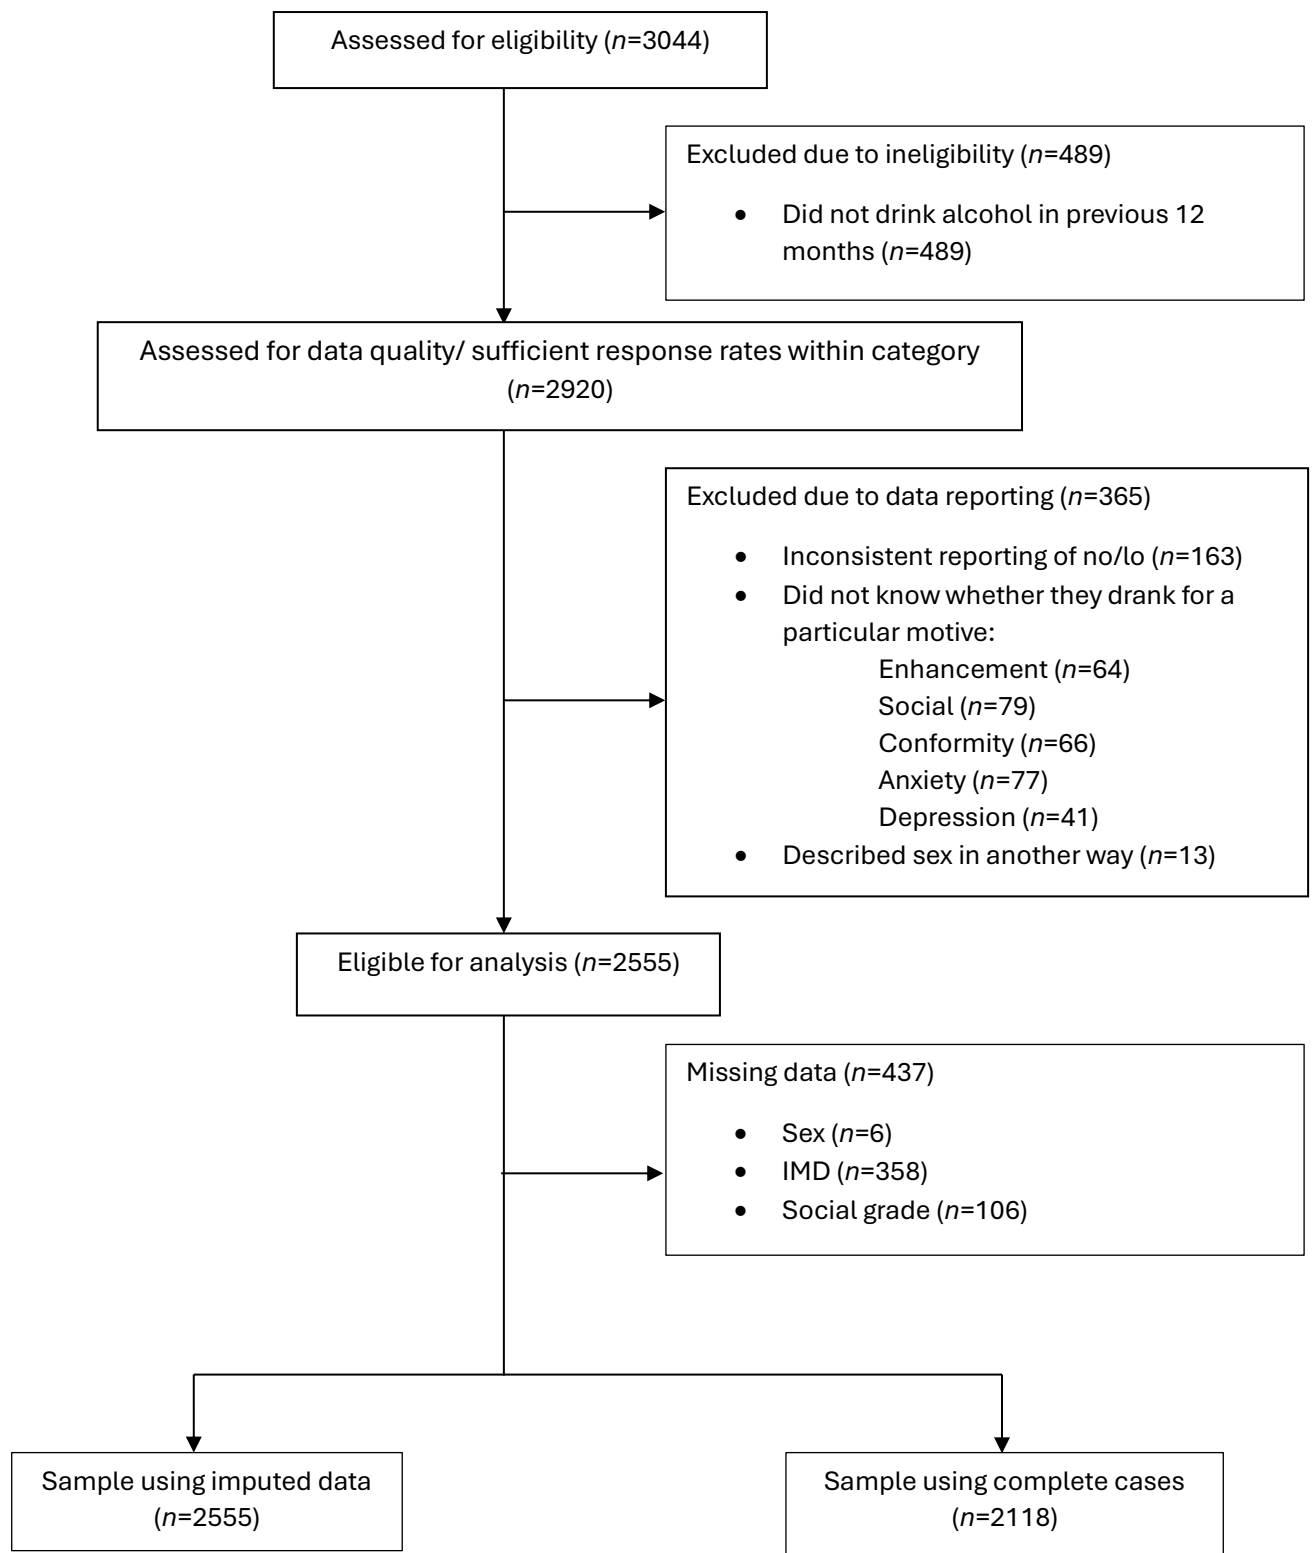 Assessed for eligibility (n=3044)
Excluded due to ineligibility (n=489)
• Did not drink alcohol in previous 12
months (n=489)
Assessed for data quality/ sufficient response rates within category
(n=2920)
Excluded due to data reporting (n=365)
• Inconsistent reporting of no/lo (n=163)
• Did not know whether they drank for a
particular motive:
Enhancement (n=64)
Social (n=79)
Conformity (n=66)
Anxiety (n=77)
Depression (n=41)
• Described sex in another way (n=13)
Eligible for analysis (n=2555)
Missing data (n=437)
• Sex (n=6)
• IMD (n=358)
• Social grade (n=106)
Sample using imputed data
(n=2555)
Sample using complete cases
(n=2118)